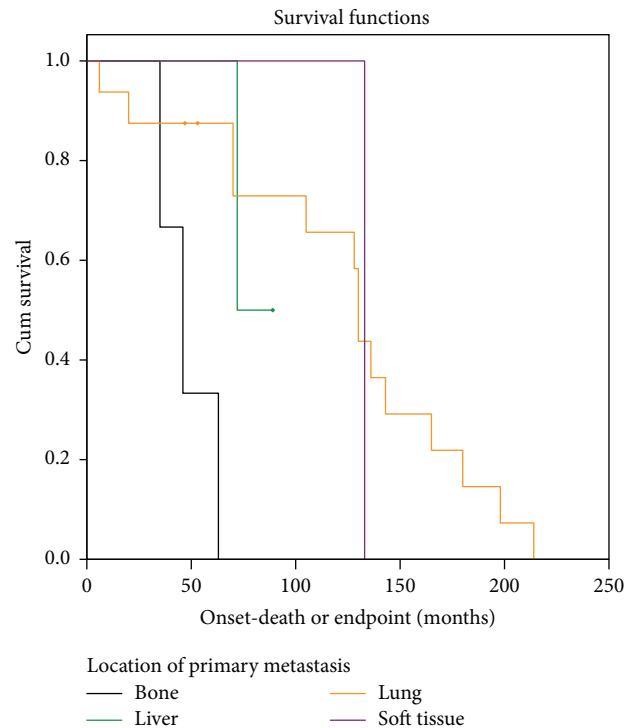 Survival functions
1.0
0.8
0.6
0.4
0.2
0.0
Cum survival
0 50 100 150 200 250
Onset-death or endpoint (months)
Location of primary metastasis
Bone Lung
Liver Soft tissue